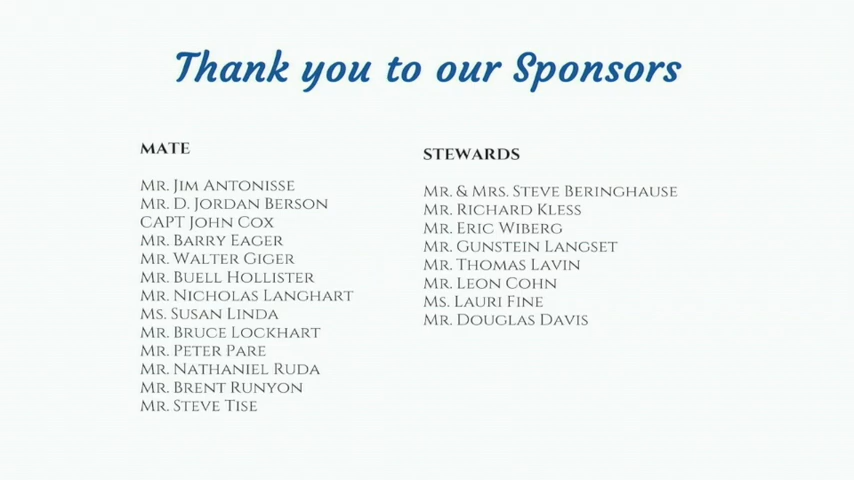 Thank you to our Sponsors
MATE
Mr. Jim Antonisse
Mr. D. Jordan Berson
CAPT John Cox
Mr. Barry Eager
Mr. Walter Giger
Mr. Buell Hollister
Mr. Nicholas Langhart
Ms. Susan Linda
Mr. Bruce Lockhart
Mr. Peter Pare
Mr. Nathaniel Ruda
Mr. Brent Runyon
Mr. Steve Tise
STEWARDS
Mr. & Mrs. Steve Beringhause
Mr. Richard Kless
Mr. Eric Wiberg
Mr. Gunstein Langset
Mr. Thomas Lavin
Mr. Leon Cohn
Ms. Lauri Fine
Mr. Douglas Davis